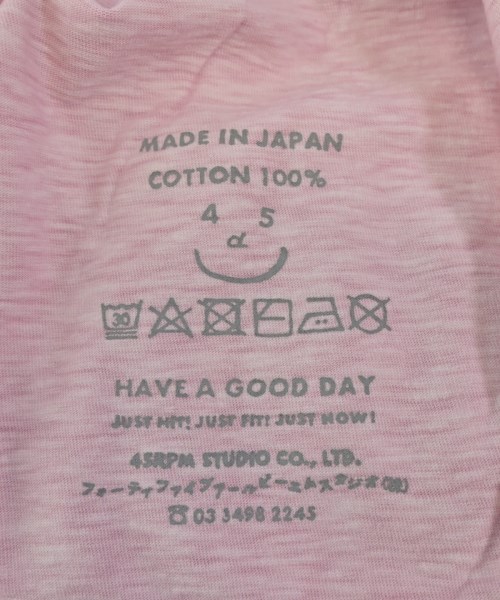 MADE IN JAPAN
COTTON 100%
4 5
d
30
HAVE A GOOD DAY
JUST HIT! JUST FIT! JUST NOW!
45RPM STUDIO CO., LTD.
フォーティファイブアールピーエムスタジオ(株)
☎ 03 3498 2245